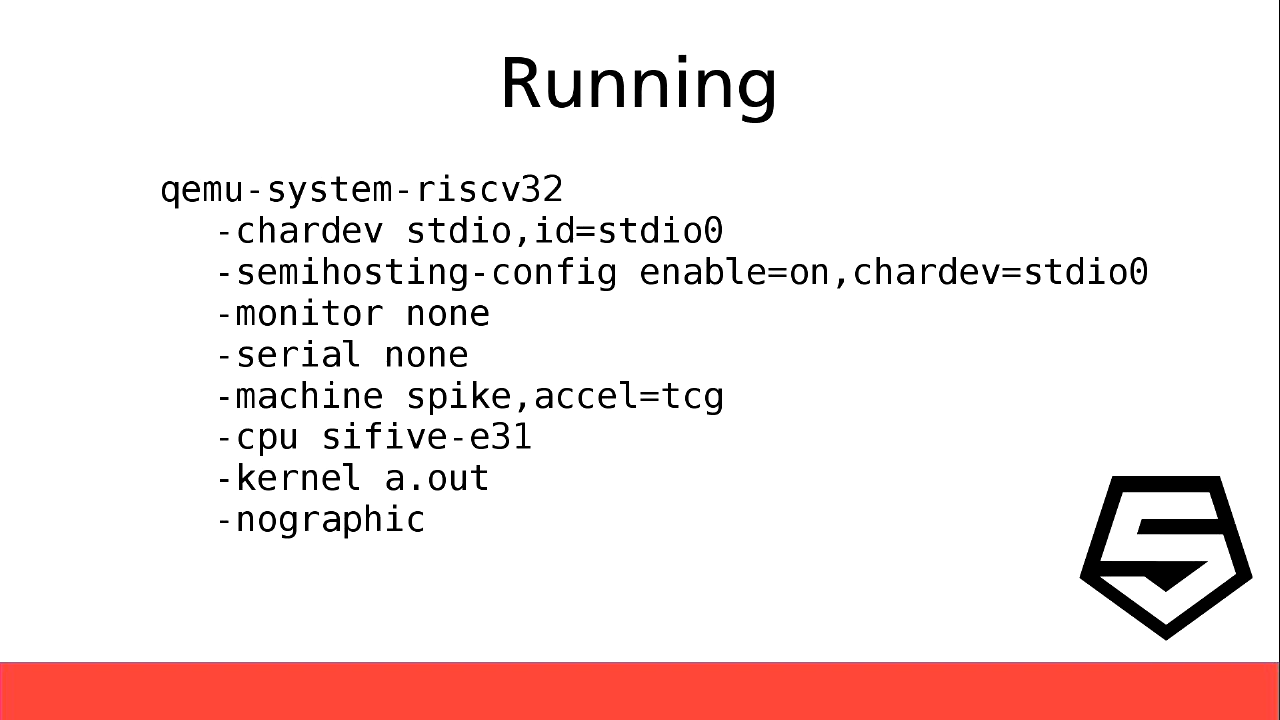 Running
qemu-system-riscv32
-chardev stdio,id=stdio0
-semihosting-config enable=on,chardev=stdio0
-monitor none
-serial none
-machine spike,accel=tcg
-cpu sifive-e31
-kernel a.out
-nographic